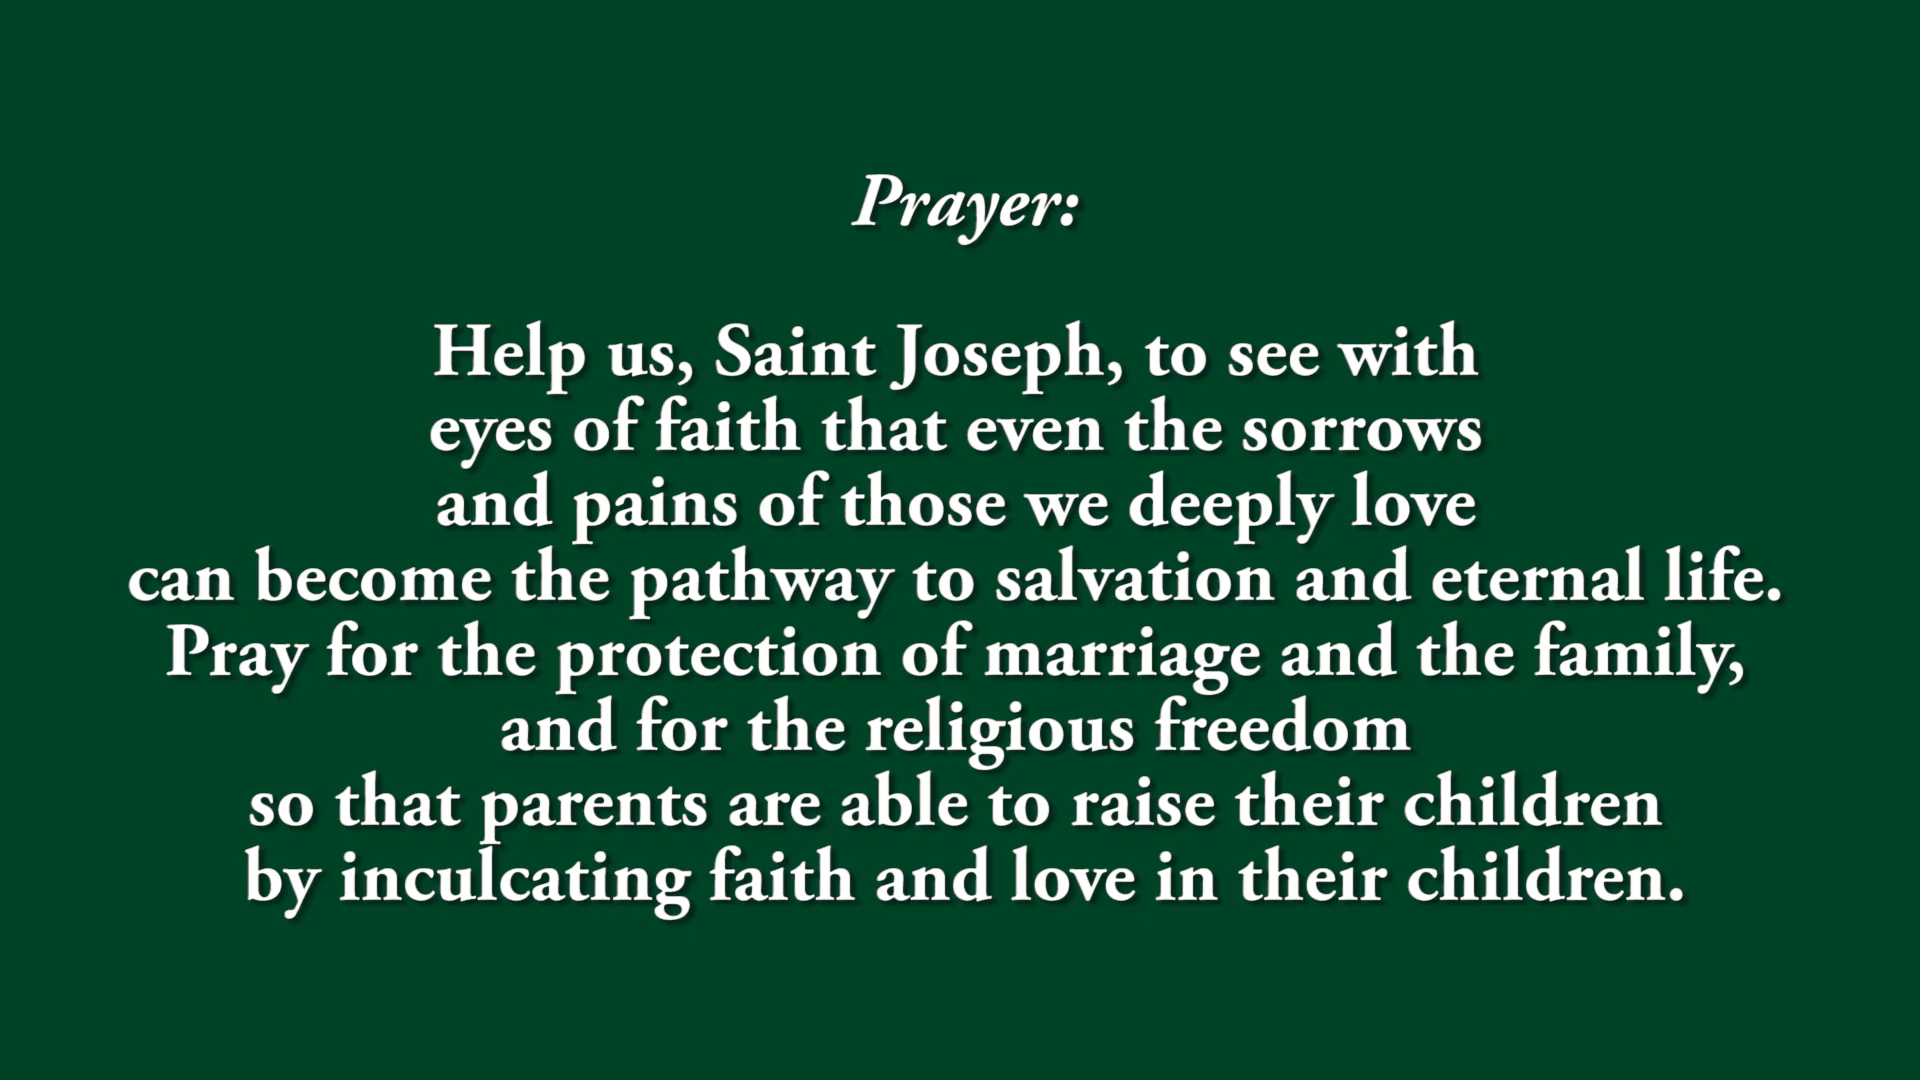 Prayer:
Help us, Saint Joseph, to see with
eyes of faith that even the sorrows
and pains of those we deeply love
can become the pathway to salvation and eternal life.
Pray for the protection of marriage and the family,
and for the religious freedom
so that parents are able to raise their children
by inculcating faith and love in their children.